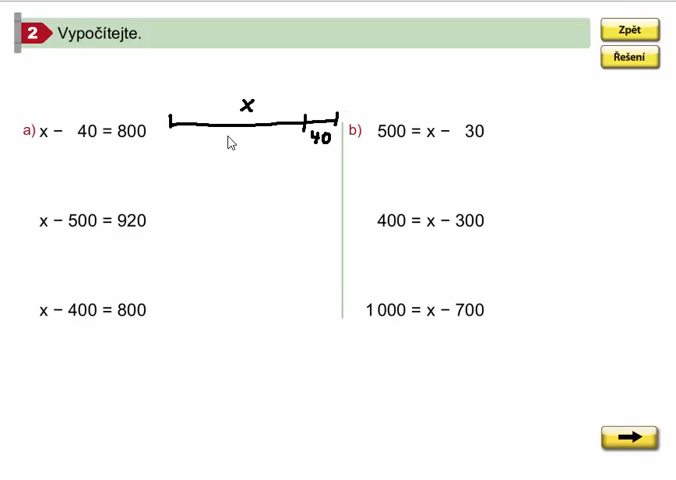 2 Vypočítejte.
Zpět
Řešení
x
a) x − 40 = 800
40
x − 500 = 920
x − 400 = 800
b) 500 = x − 30
400 = x − 300
1 000 = x − 700